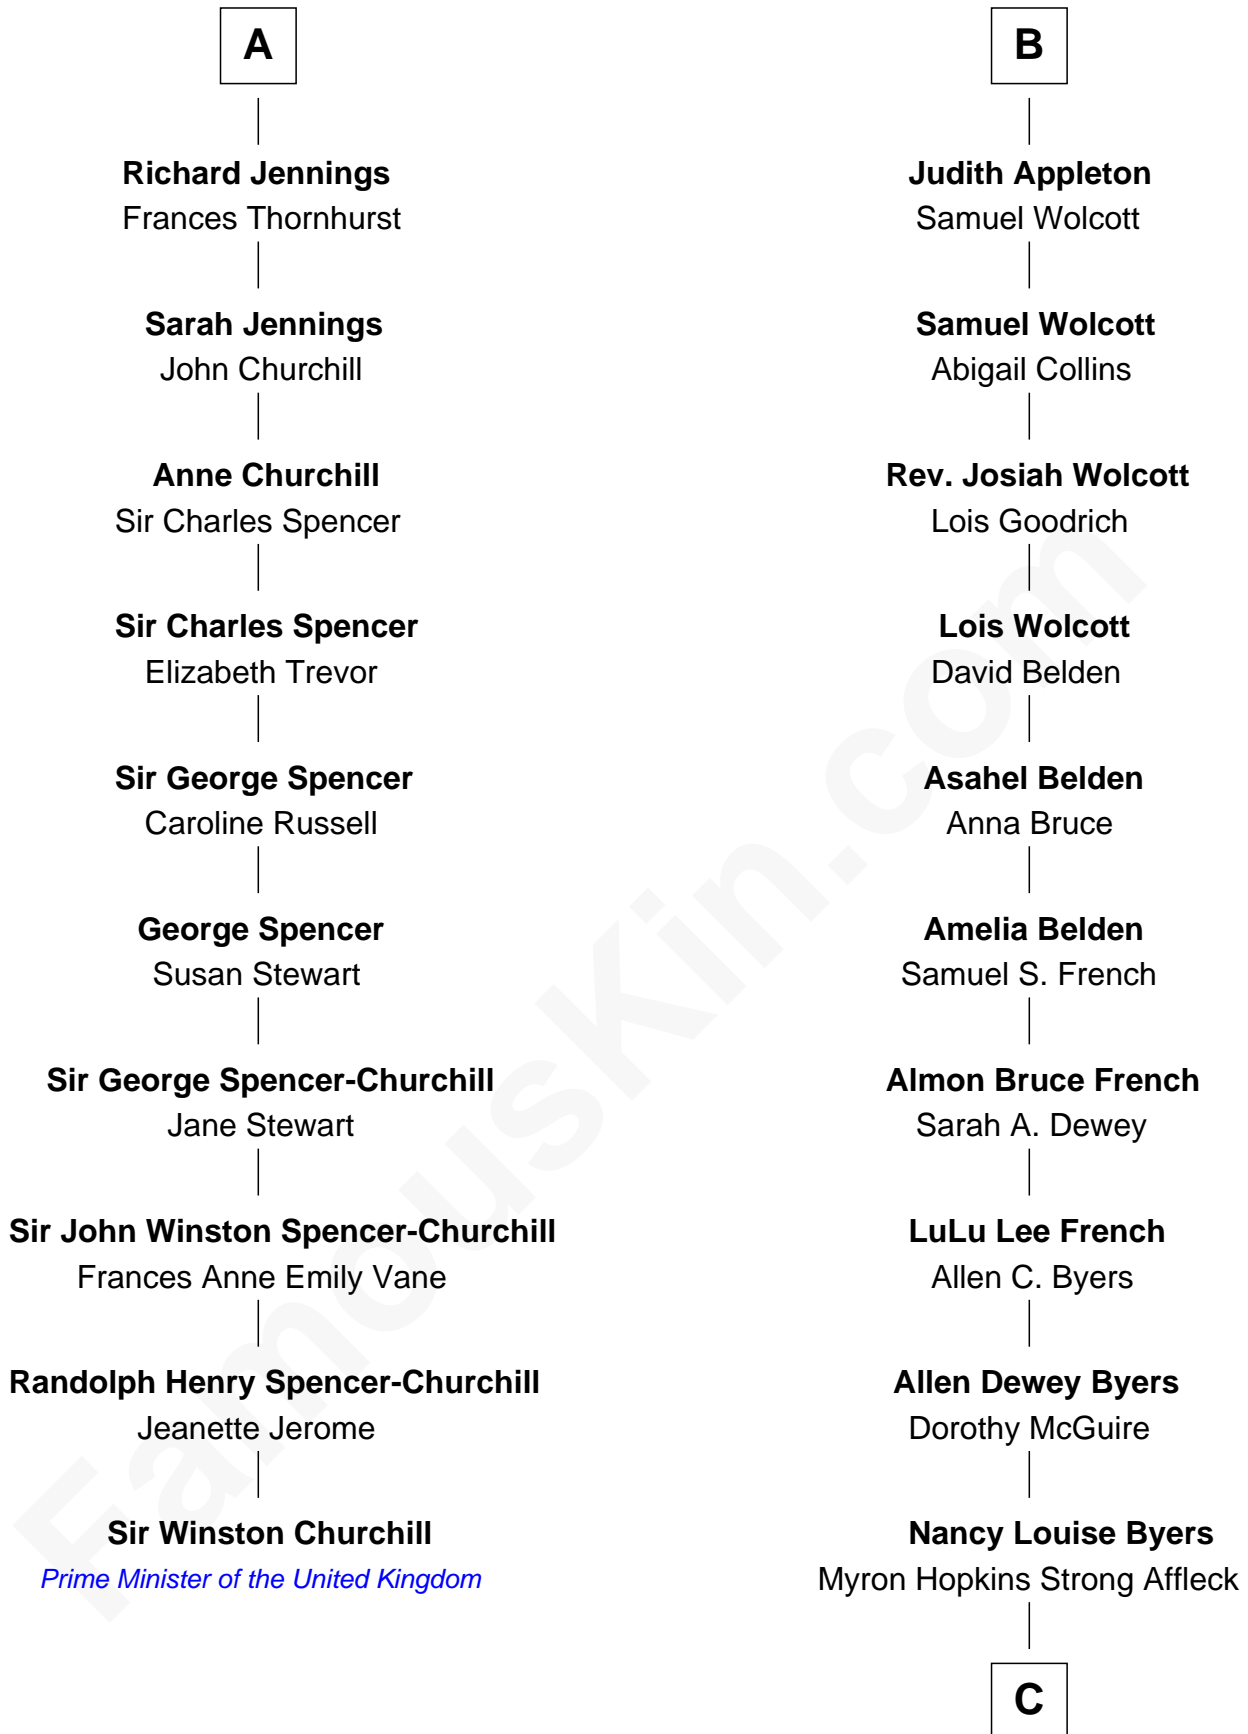 A
Richard Jennings
Frances Thornhurst
Sarah Jennings
John Churchill
Anne Churchill
Sir Charles Spencer
Sir Charles Spencer
Elizabeth Trevor
Sir George Spencer
Caroline Russell
George Spencer
Susan Stewart
Sir George Spencer-Churchill
Jane Stewart
Sir John Winston Spencer-Churchill
Frances Anne Emily Vane
Randolph Henry Spencer-Churchill
Jeanette Jerome
Sir Winston Churchill
Prime Minister of the United Kingdom
B
Judith Appleton
Samuel Wolcott
Samuel Wolcott
Abigail Collins
Rev. Josiah Wolcott
Lois Goodrich
Lois Wolcott
David Belden
Asahel Belden
Anna Bruce
Amelia Belden
Samuel S. French
Almon Bruce French
Sarah A. Dewey
LuLu Lee French
Allen C. Byers
Allen Dewey Byers
Dorothy McGuire
Nancy Louise Byers
Myron Hopkins Strong Affleck
C
FamousKin.com